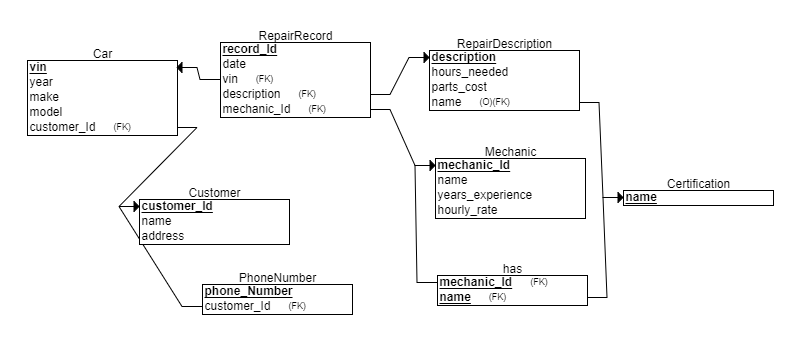 Car
vin
year
make
model
customer_Id (FK)
RepairRecord
record_Id
date
vin (FK)
description (FK)
mechanic_Id (FK)
RepairDescription
description
hours_needed
parts_cost
name (O)(FK)
Mechanic
mechanic_Id
name
years_experience
hourly_rate
Certification
name
Customer
customer_Id
name
address
PhoneNumber
phone_Number
customer_Id (FK)
has
mechanic_Id (FK)
name (FK)